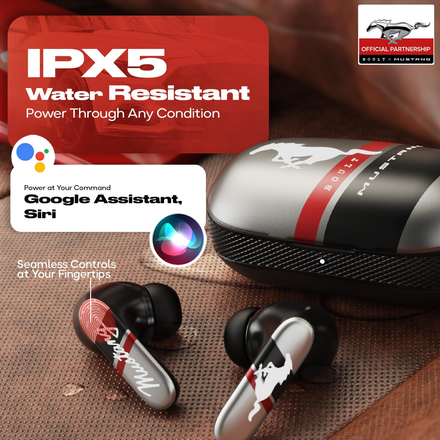 IPX5
Water Resistant
Power Through Any Condition
OFFICIAL PARTNERSHIP
BOULT × MUSTANG
Power at Your Command
Google Assistant,
Siri
BOULT
MUSTANG
Seamless Controls
at Your Fingertips
Mustang